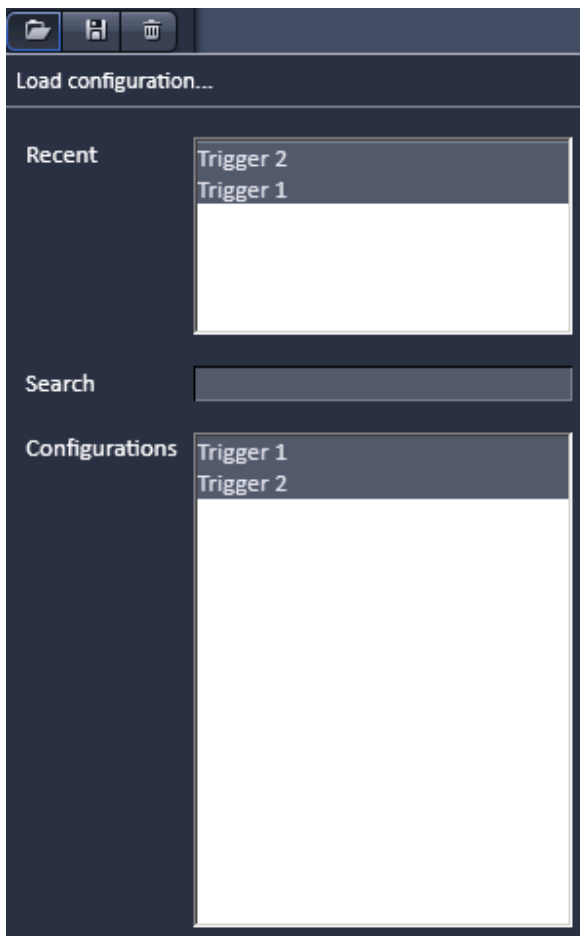 Load configuration...
Recent
Trigger 2
Trigger 1
Search
Configurations
Trigger 1
Trigger 2